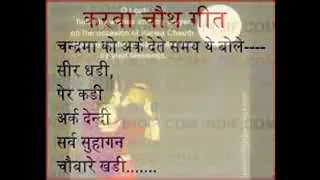 करवा चौथ गीत
चन्द्रमा को अर्क देते समय ये बोले----
सीर धडी,
पेर कडी
अर्क देन्दी
सर्व सुहागन
चौबारे खडी.......